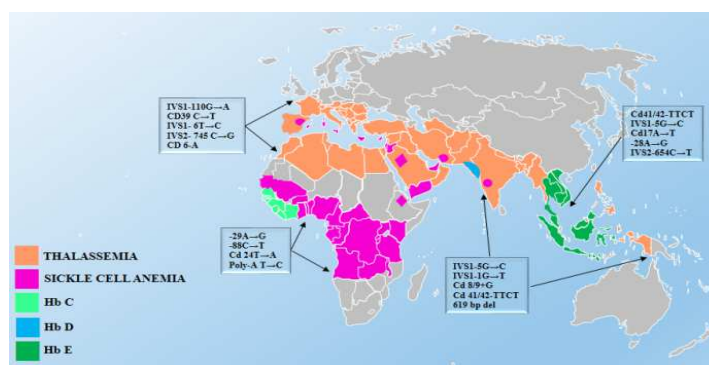 IVS1-110G→A
CD39 C→T
IVS1- 6T→C
IVS2- 745 C→G
CD 6-A
Cd41/42-TTCT
IVS1-5G→C
Cd17A→T
-28A→G
IVS2-654C→T
-29A→G
-88C→T
Cd 24T→A
Poly-A T→C
IVS1-5G→C
IVS1-1G→T
Cd 8/9+G
Cd 41/42-TTCT
619 bp del
THALASSEMIA
SICKLE CELL ANEMIA
Hb C
Hb D
Hb E